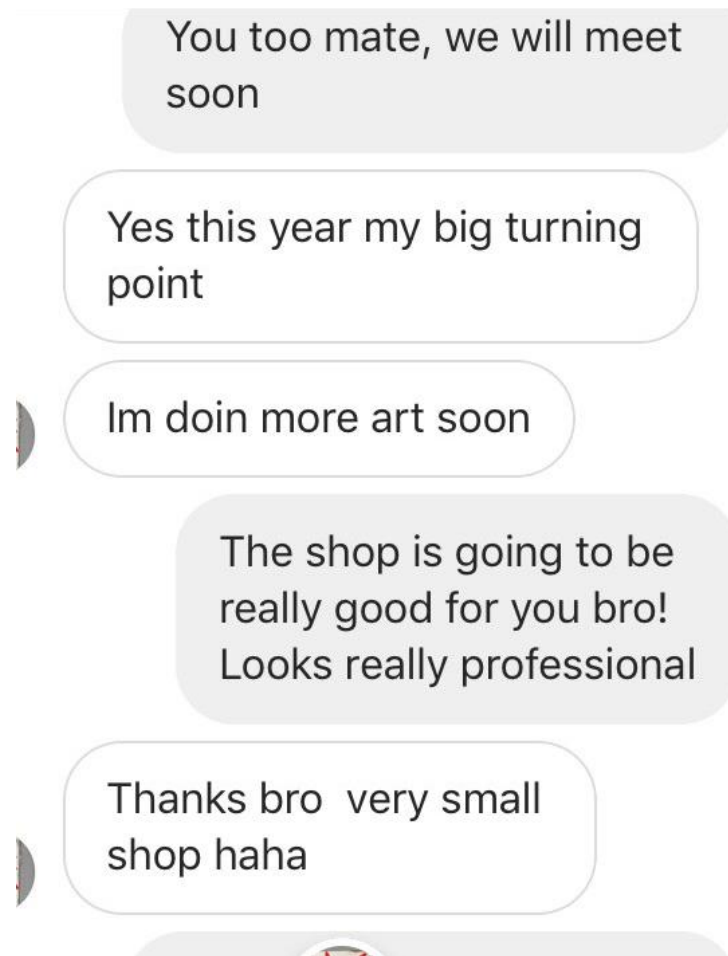 You too mate, we will meet
soon
Yes this year my big turning
point
Im doin more art soon
The shop is going to be
really good for you bro!
Looks really professional
Thanks bro  very small
shop haha